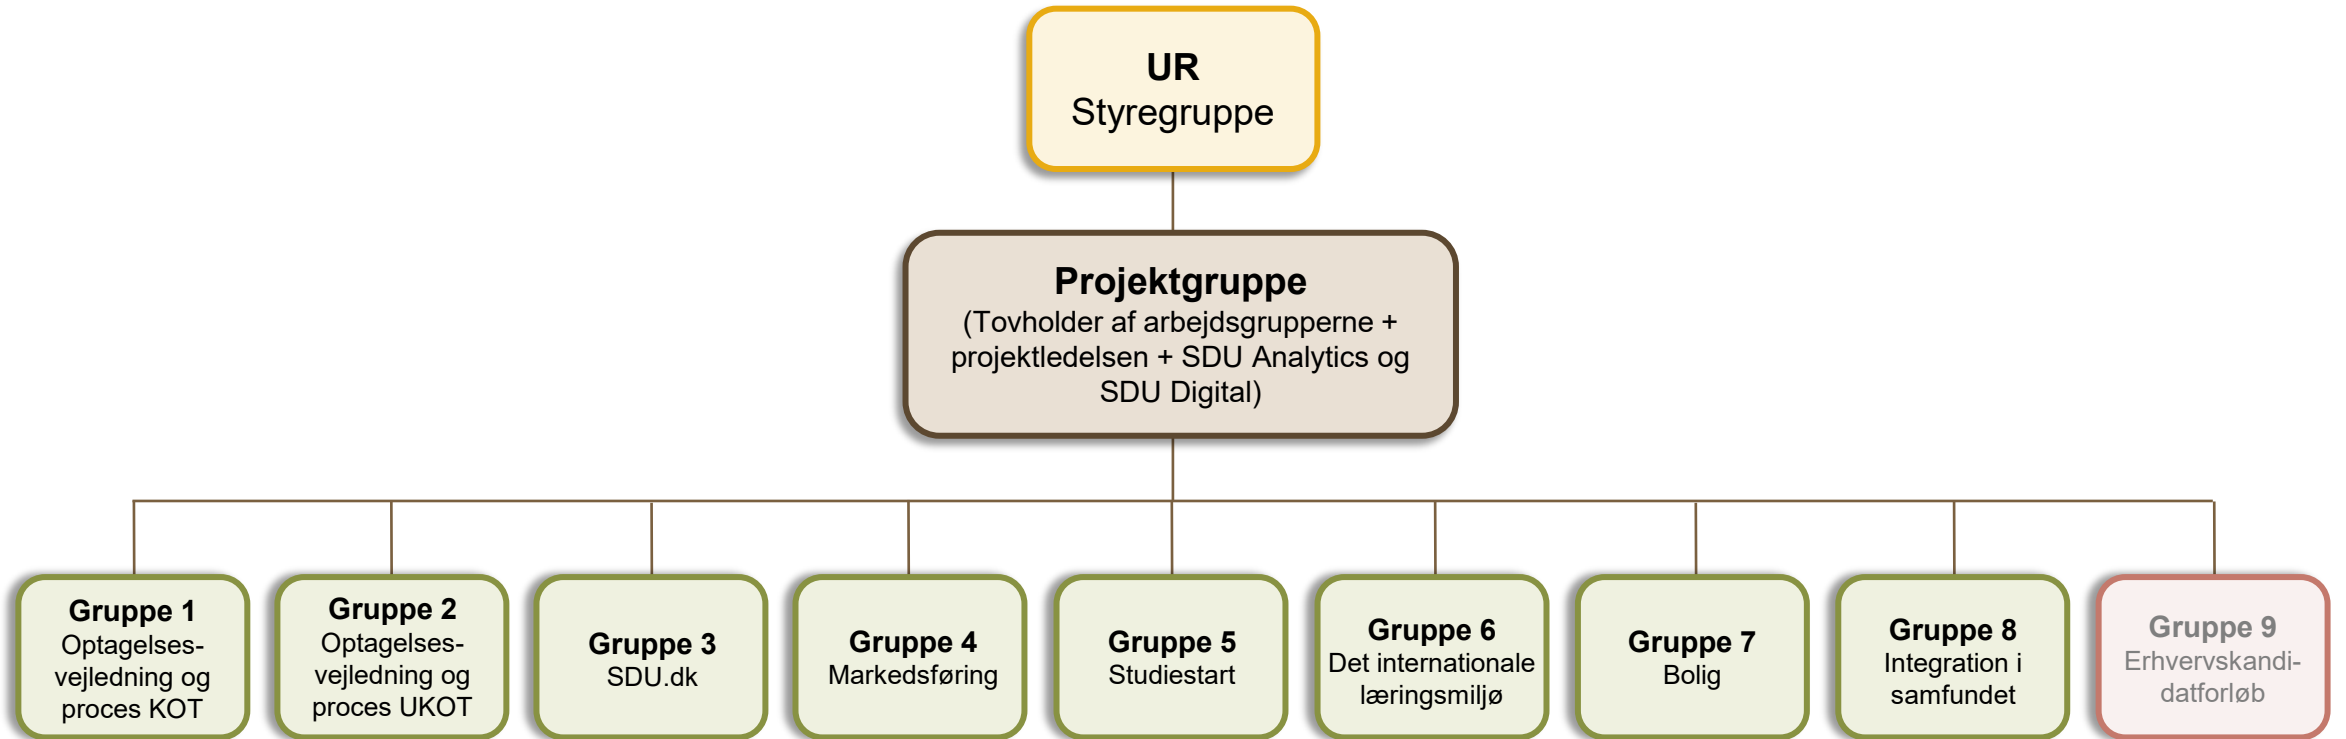 UR
Styregruppe
Projektgruppe
(Tovholder af arbejdsgrupperne +
projektledelsen + SDU Analytics og
SDU Digital)
Gruppe 1
Optagelses-
vejledning og
proces KOT
Gruppe 2
Optagelses-
vejledning og
proces UKOT
Gruppe 3
SDU.dk
Gruppe 4
Markedsføring
Gruppe 5
Studiestart
Gruppe 6
Det internationale
læringsmiljø
Gruppe 7
Bolig
Gruppe 8
Integration i
samfundet
Gruppe 9
Erhvervskandi-
datforløb